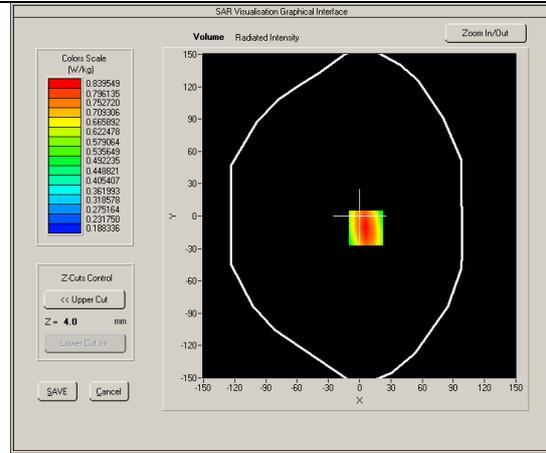 SAR Visualisation Graphical Interface
Volume Radiated Intensity
Zoom In/Out
Colors Scale
(W/kg)
0.839549
0.796135
0.752720
0.709306
0.665892
0.622478
0.579064
0.535649
0.492235
0.448821
0.405407
0.361993
0.318578
0.275164
0.231750
0.188336
Z-Cuts Control
<< Upper Cut
Z = 4.0 mm
Lower Cut >>
SAVE Cancel
150
120
90
60
30
0
-30
-60
-90
-120
-150
Y
-150 -120 -90 -60 -30 0 30 60 90 120 150
X